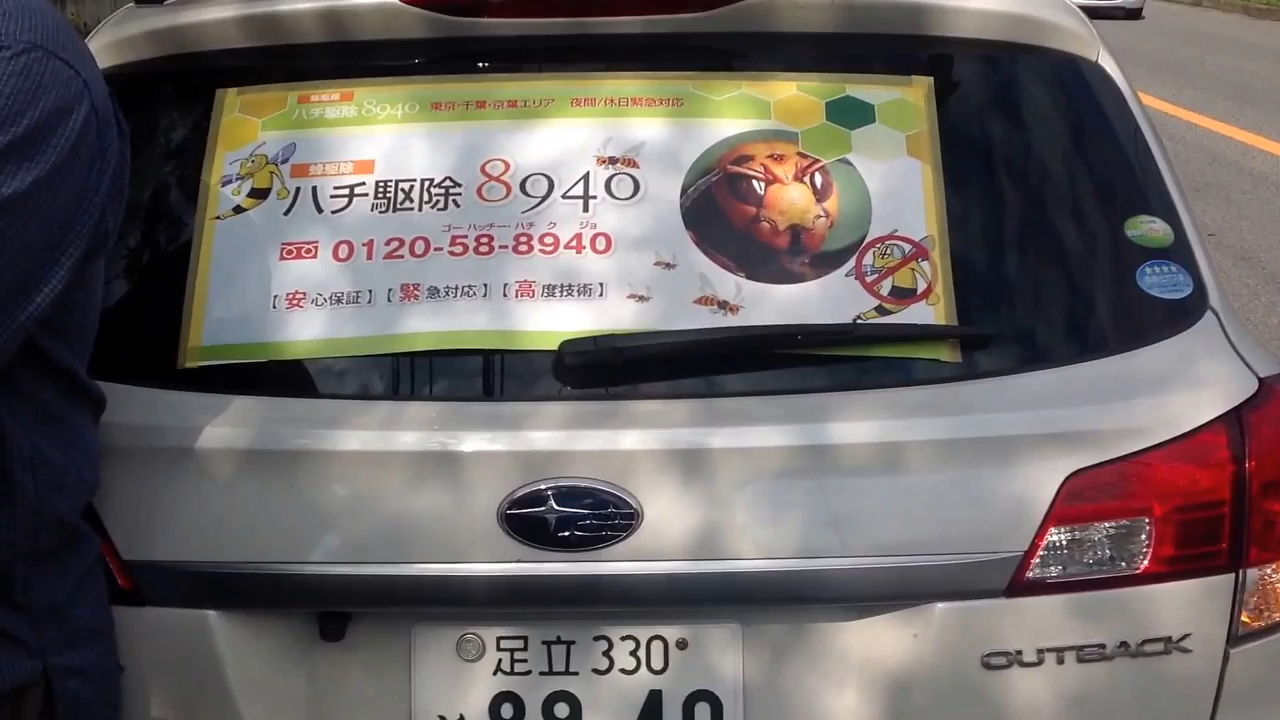 蜂駆除
ハチ駆除8940 東京・千葉・京葉エリア 夜間/休日緊急対応
蜂駆除
ハチ駆除 8940
ゴー ハッチー・ハチ ク ジョ
0120-58-8940
【安心保証】【緊急対応】【高度技術】
足立 330
89-40
OUTBACK